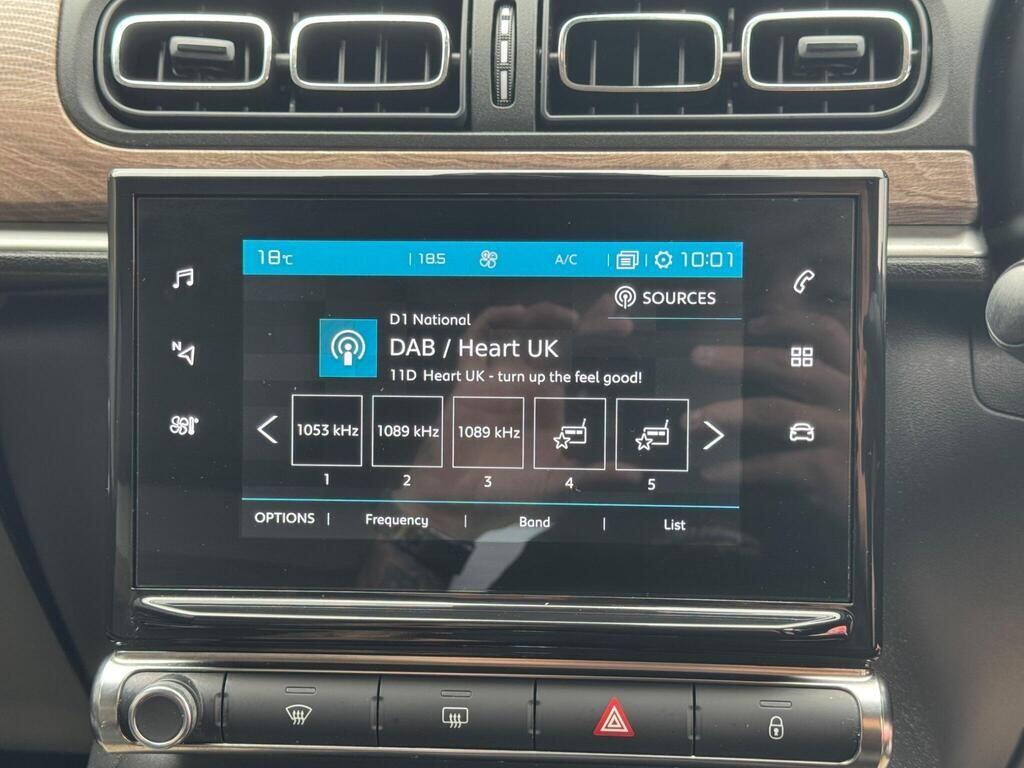 18°C | 18.5 A/C | | 10:01
SOURCES
D1 National
DAB / Heart UK
11D Heart UK - turn up the feel good!
N
1053 kHz 1089 kHz 1089 kHz
1 2 3 4 5
OPTIONS | Frequency | Band | List